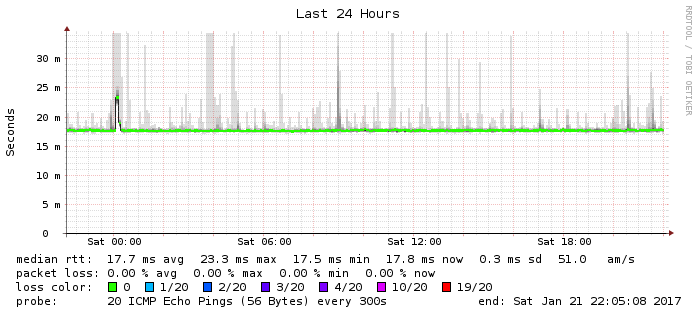 Last 24 Hours
RRDTOOL / TOBI OETIKER
Seconds
30 m
25 m
20 m
15 m
10 m
5 m
0
Sat 00:00 Sat 06:00 Sat 12:00 Sat 18:00
median rtt: 17.7 ms avg 23.3 ms max 17.5 ms min 17.8 ms now 0.3 ms sd 51.0 am/s
packet loss: 0.00 % avg 0.00 % max 0.00 % min 0.00 % now
loss color: 0 1/20 2/20 3/20 4/20 10/20 19/20
probe: 20 ICMP Echo Pings (56 Bytes) every 300s end: Sat Jan 21 22:05:08 2017